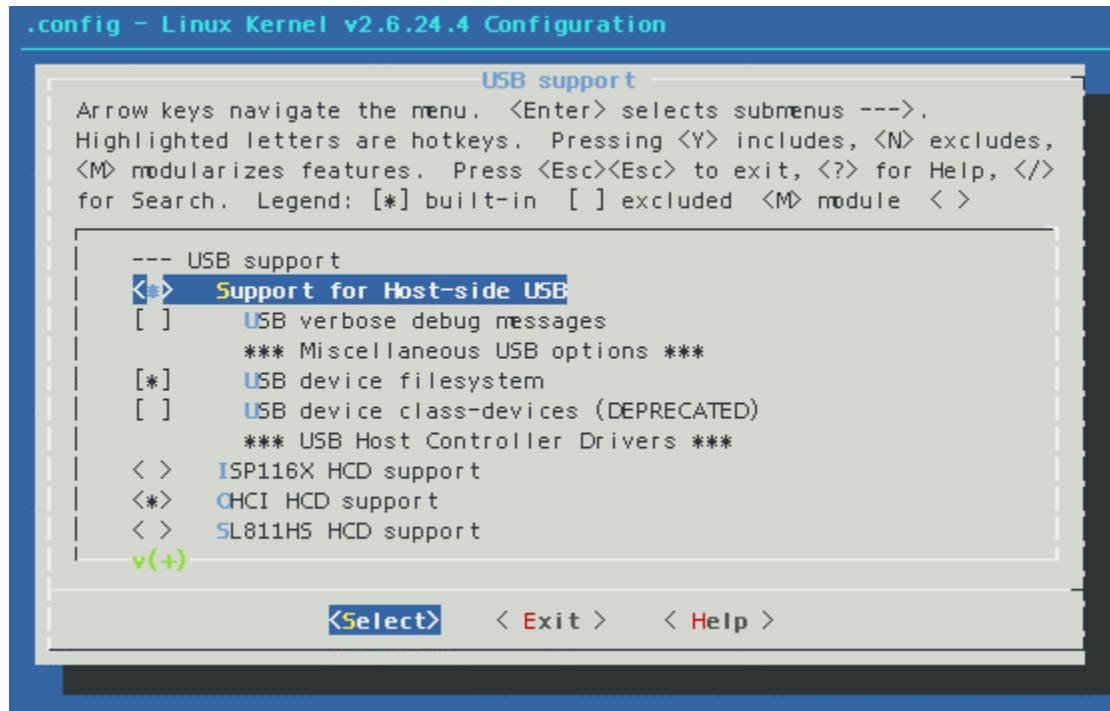 .config - Linux Kernel v2.6.24.4 Configuration
USB support
Arrow keys navigate the menu.  <Enter> selects submenus --->.
Highlighted letters are hotkeys.  Pressing <Y> includes, <N> excludes,
<M> modularizes features.  Press <Esc><Esc> to exit, <?> for Help, </>
for Search.  Legend: [*] built-in  [ ] excluded  <M> module  < >
--- USB support
<*>   Support for Host-side USB
[ ]     USB verbose debug messages
*** Miscellaneous USB options ***
[*]     USB device filesystem
[ ]     USB device class-devices (DEPRECATED)
*** USB Host Controller Drivers ***
< >   ISP116X HCD support
<*>   OHCI HCD support
< >   SL811HS HCD support
v(+)
<Select>    < Exit >    < Help >